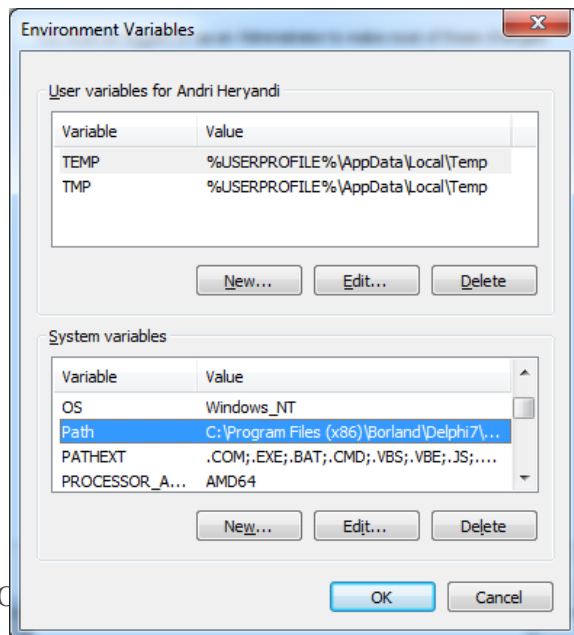 Environment Variables
User variables for Andri Heryandi
Variable Value
TEMP %USERPROFILE%\AppData\Local\Temp
TMP %USERPROFILE%\AppData\Local\Temp
New... Edit... Delete
System variables
Variable Value
OS Windows_NT
Path C:\Program Files (x86)\Borland\Delphi7\...
PATHEXT .COM;.EXE;.BAT;.CMD;.VBS;.VBE;.JS;....
PROCESSOR_A... AMD64
New... Edit... Delete
OK Cancel